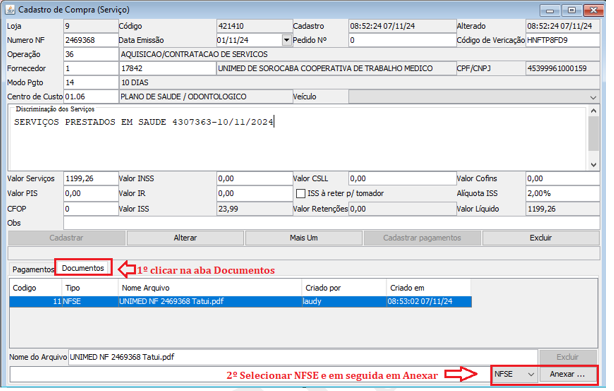 Cadastro de Compra (Serviço)
Loja 9 Código 421410 Cadastro 08:52:24 07/11/24 Alterado 08:52:24 07/11/24
Numero NF 2469368 Data Emissão 01/11/24 Pedido Nº 0 Código de Vericação HNFTP8FD9
Operação 36 AQUISICAO/CONTRATACAO DE SERVICOS
Fornecedor 1 17842 UNIMED DE SOROCABA COOPERATIVA DE TRABALHO MEDICO CPF/CNPJ 45399961000159
Modo Pgto 14 10 DIAS
Centro de Custo 01.06 PLANO DE SAUDE / ODONTOLOGICO Veículo
Discriminação dos Serviços
SERVIÇOS PRESTADOS EM SAUDE 4307363-10/11/2024
Valor Serviços 1199,26 Valor INSS 0,00 Valor CSLL 0,00 Valor Cofins 0,00
Valor PIS 0,00 Valor IR 0,00 ISS à reter p/ tomador Alíquota ISS 2,00%
CFOP 0 Valor ISS 23,99 Valor Retenções 0,00 Valor Líquido 1199,26
Obs
Cadastrar Alterar Mais Um Cadastrar pagamentos Excluir
Pagamentos Documentos 1º clicar na aba Documentos
Codigo Tipo Nome Arquivo Criado por Criado em
11 NFSE UNIMED NF 2469368 Tatui.pdf laudy 08:53:02 07/11/24
Nome do Arquivo UNIMED NF 2469368 Tatui.pdf Excluir
2º Selecionar NFSE e em seguida em Anexar NFSE Anexar ...